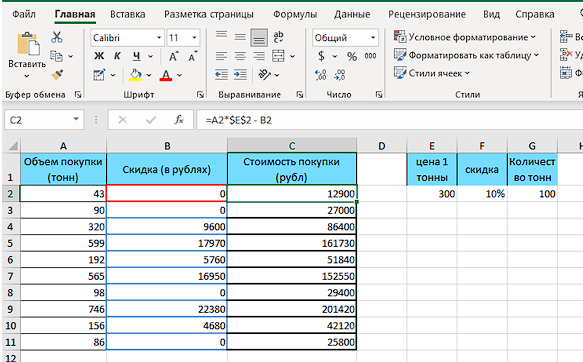 Файл Главная Вставка Разметка страницы Формулы Данные Рецензирование Вид Справка
Calibri 11 A A ab Общий Условное форматирование
Вставить Ж К Ч % 000 Форматировать как таблицу
Стили ячеек
Буфер обмена Шрифт Выравнивание Число Стили
C2 fx =A2*$E$2 - B2
A B C D E F G
1 Объем покупки (тонн) Скидка (в рублях) Стоимость покупки (рубл) цена 1 тонны скидка Количест во тонн
2 43 0 12900 300 10% 100
3 90 0 27000
4 320 9600 86400
5 599 17970 161730
6 192 5760 51840
7 565 16950 152550
8 98 0 29400
9 746 22380 201420
10 156 4680 42120
11 86 0 25800
12